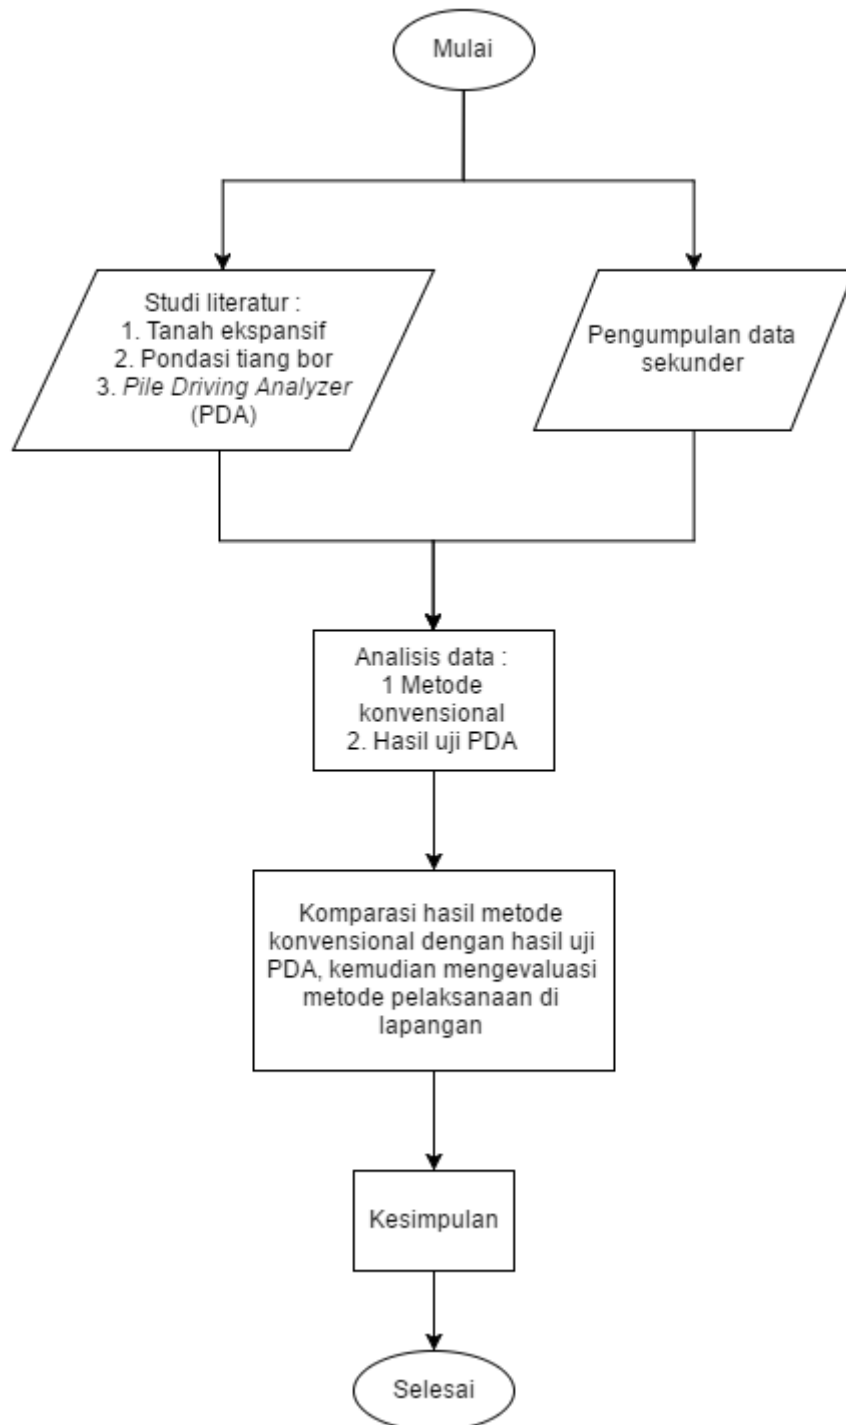 Mulai
Studi literatur :
1. Tanah ekspansif
2. Pondasi tiang bor
3. Pile Driving Analyzer
(PDA)
Pengumpulan data
sekunder
Analisis data :
1 Metode
konvensional
2. Hasil uji PDA
Komparasi hasil metode
konvensional dengan hasil uji
PDA, kemudian mengevaluasi
metode pelaksanaan di
lapangan
Kesimpulan
Selesai